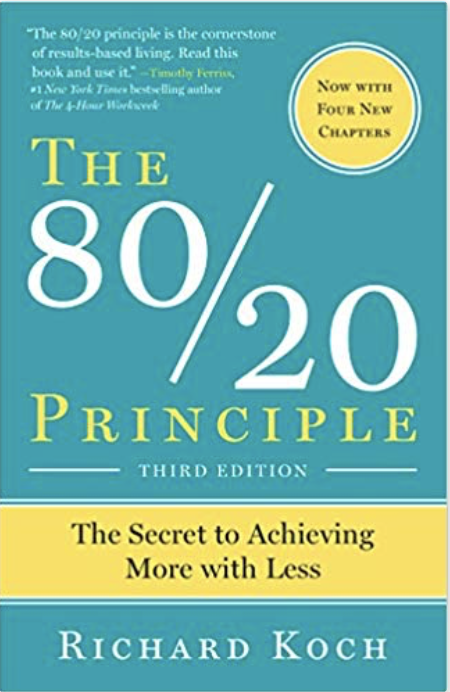 "The 80/20 principle is the cornerstone
of results-based living. Read this
book and use it." —Timothy Ferriss,
#1 New York Times bestselling author
of The 4-Hour Workweek
NOW WITH
FOUR NEW
CHAPTERS
THE
80/20
PRINCIPLE
THIRD EDITION
The Secret to Achieving
More with Less
RICHARD KOCH